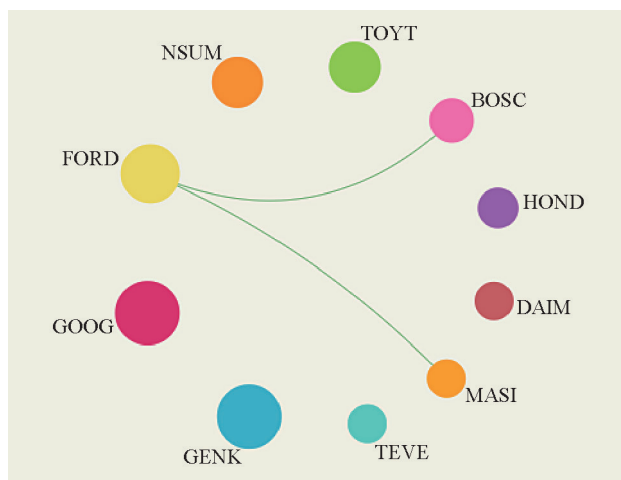 TOYT
NSUM
BOSC
FORD
HOND
DAIM
GOOG
MASI
TEVE
GENK